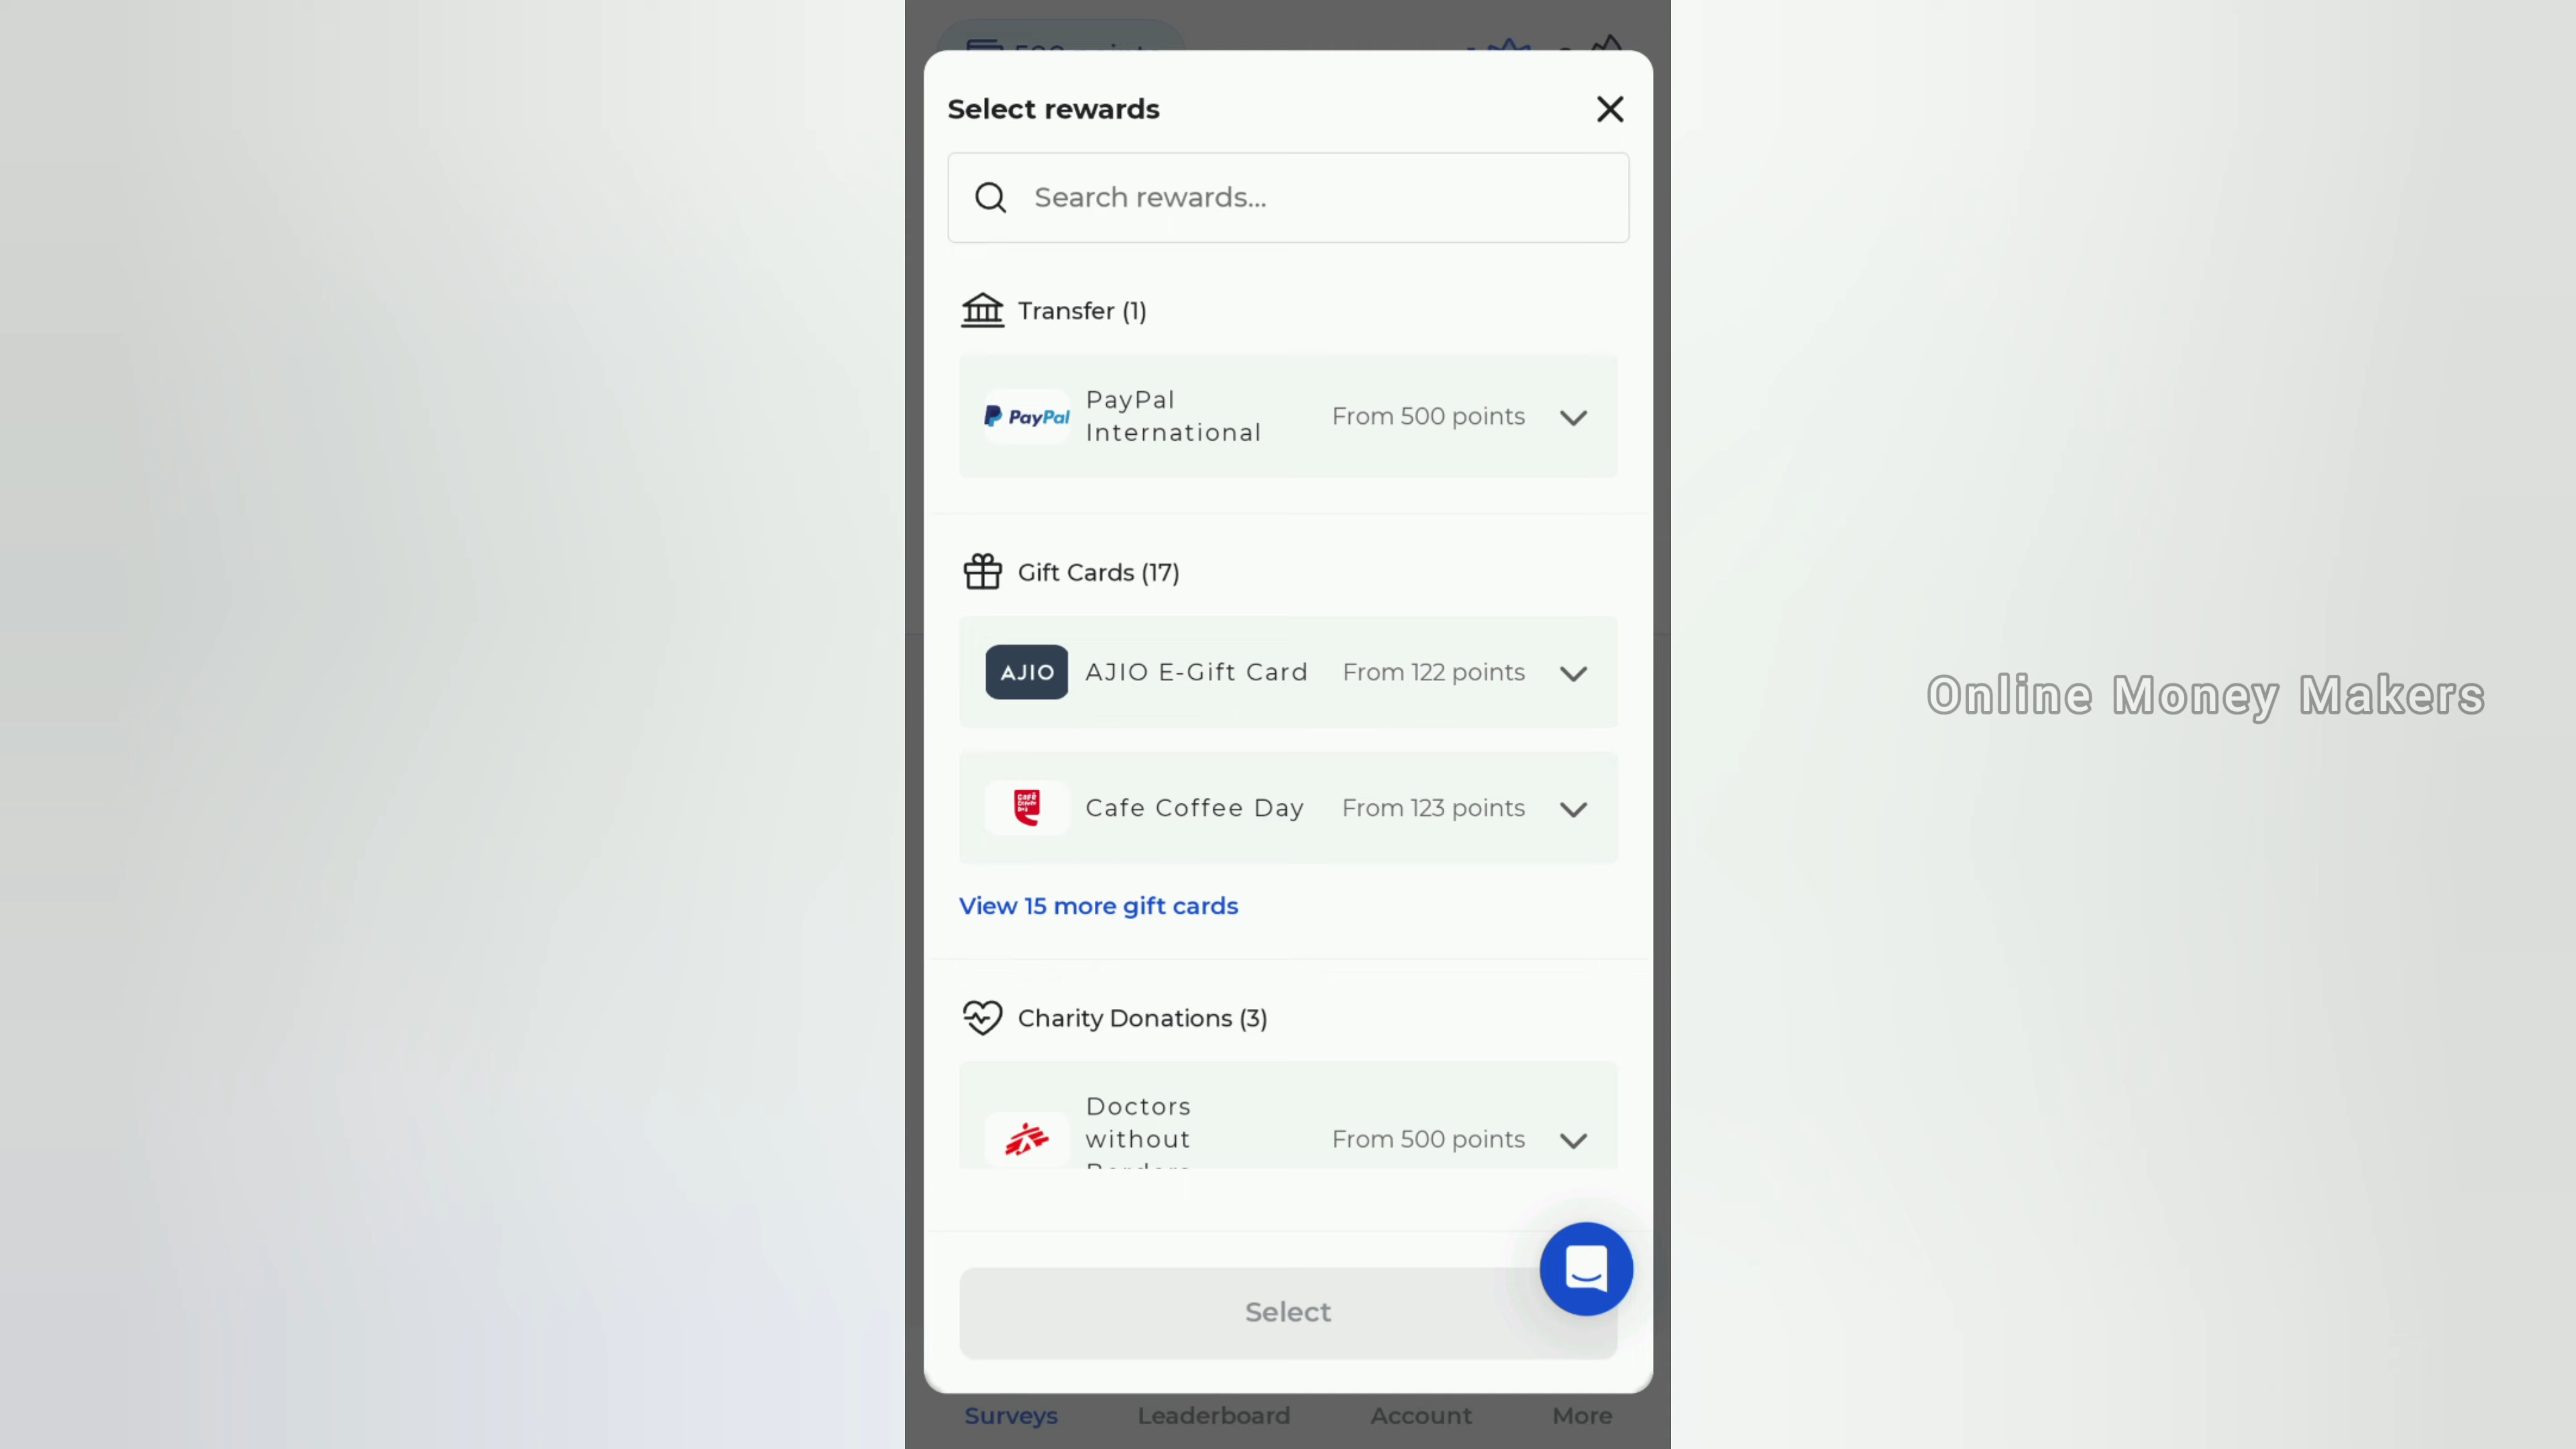 Select rewards
Search rewards...
Transfer (1)
PayPal
PayPal
International
From 500 points
Gift Cards (17)
AJIO
AJIO E-Gift Card
From 122 points
Cafe Coffee Day
From 123 points
View 15 more gift cards
Charity Donations (3)
Doctors
without
From 500 points
Select
Surveys
Leaderboard
Account
More
Online Money Makers